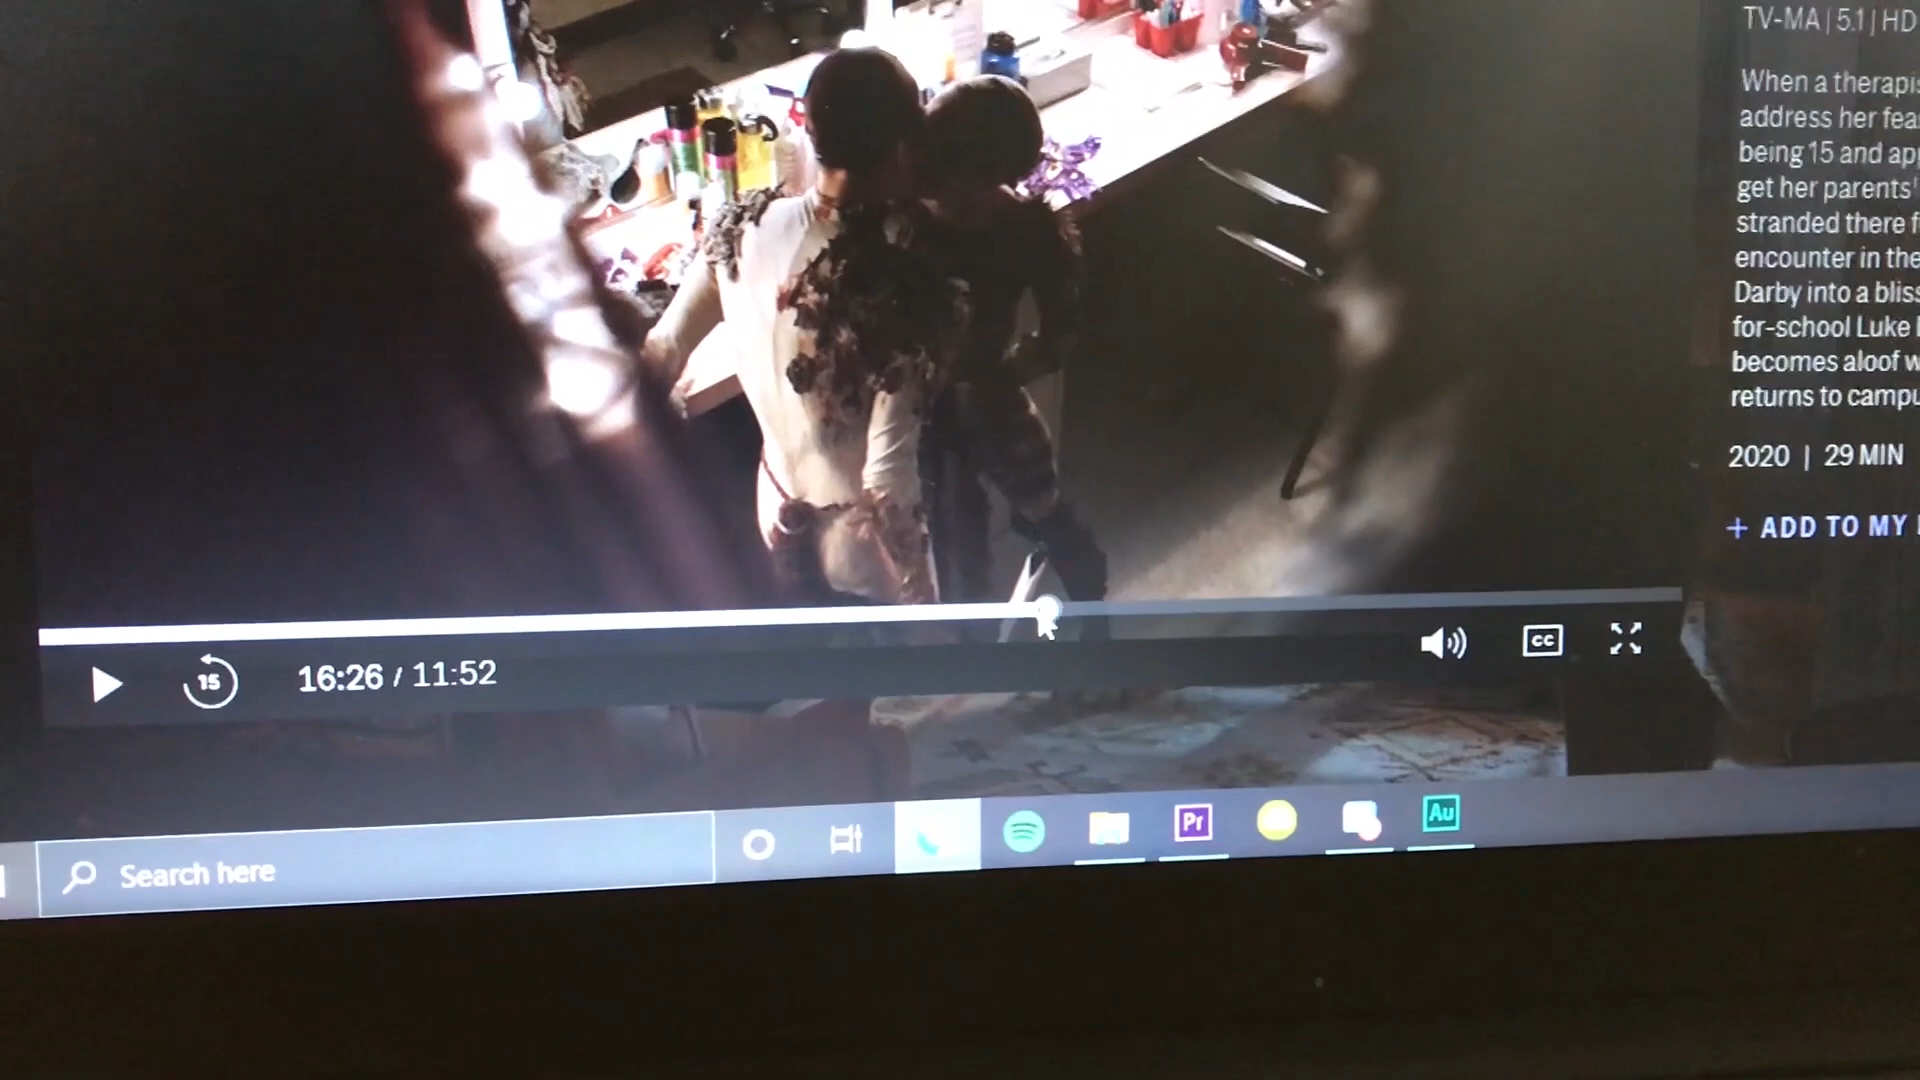 TV-MA | 5.1 | HD
When a therapis
address her fea
being 15 and ap
get her parents'
stranded there f
encounter in the
Darby into a bliss
for-school Luke
becomes aloof w
returns to campu
2020 | 29 MIN
+ ADD TO MY
15
16:26 / 11:52
CC
Search here
Pr
Au